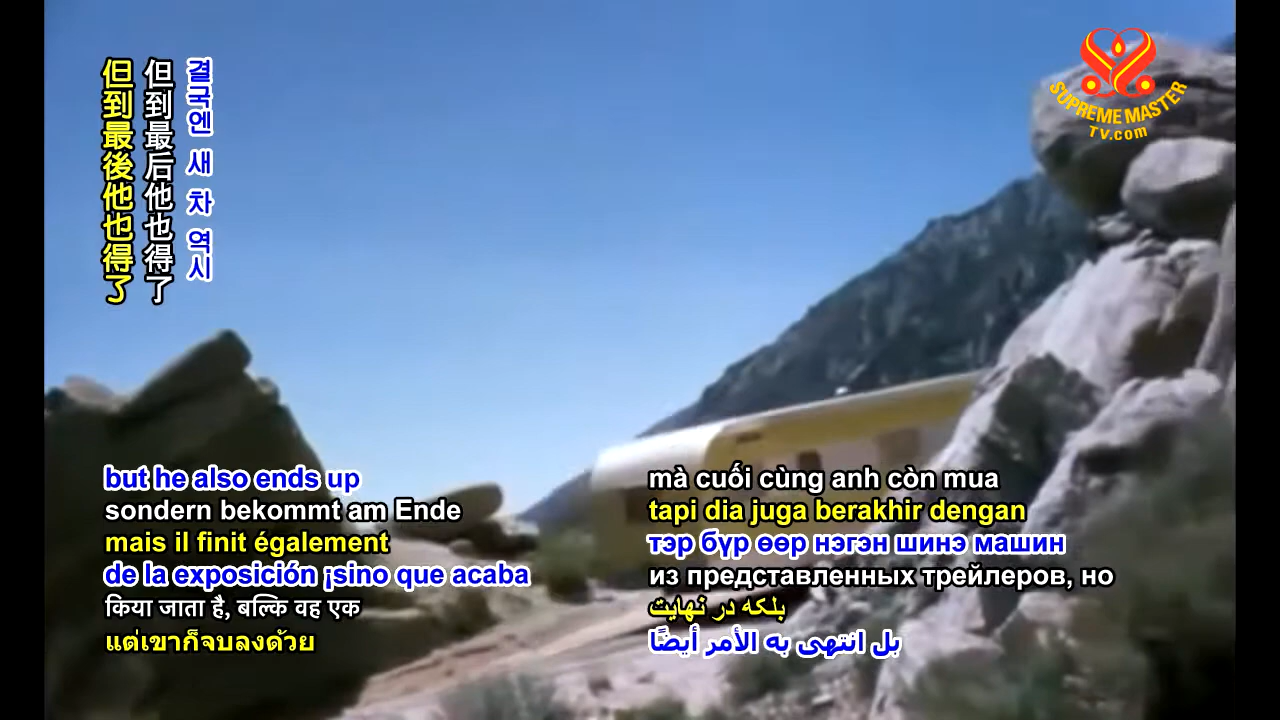 但到最後他也得了
但到最后他也得了
결국엔 새 차 역시
SUPREME MASTER
TV.com
but he also ends up
sondern bekommt am Ende
mais il finit également
de la exposición ¡sino que acaba
किया जाता है, बल्कि वह एक
แต่เขาก็จบลงด้วย
mà cuối cùng anh còn mua
tapi dia juga berakhir dengan
тэр бүр өөр нэгэн шинэ машин
из представленных трейлеров, но
بلکه در نهایت
بل انتهى به الأمر أيضًا